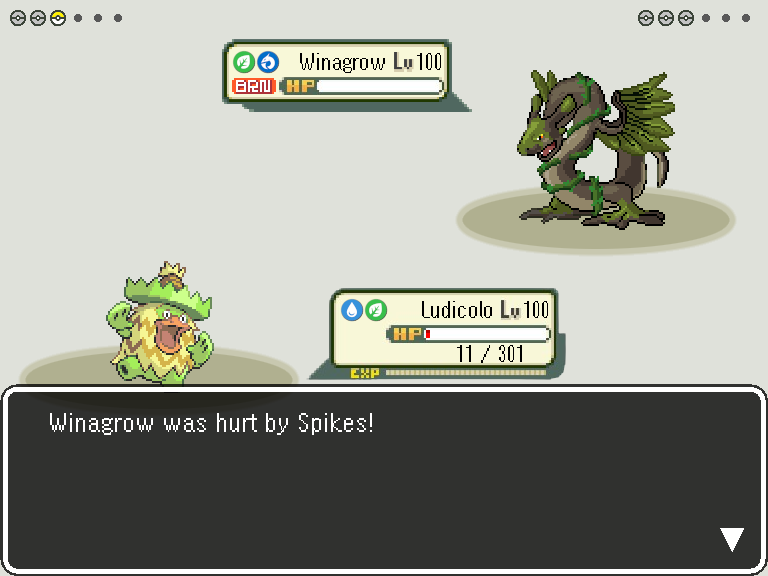 Winagrow Lv100
BRN HP
Ludicolo Lv100
HP
11 / 301
EXP
Winagrow was hurt by Spikes!